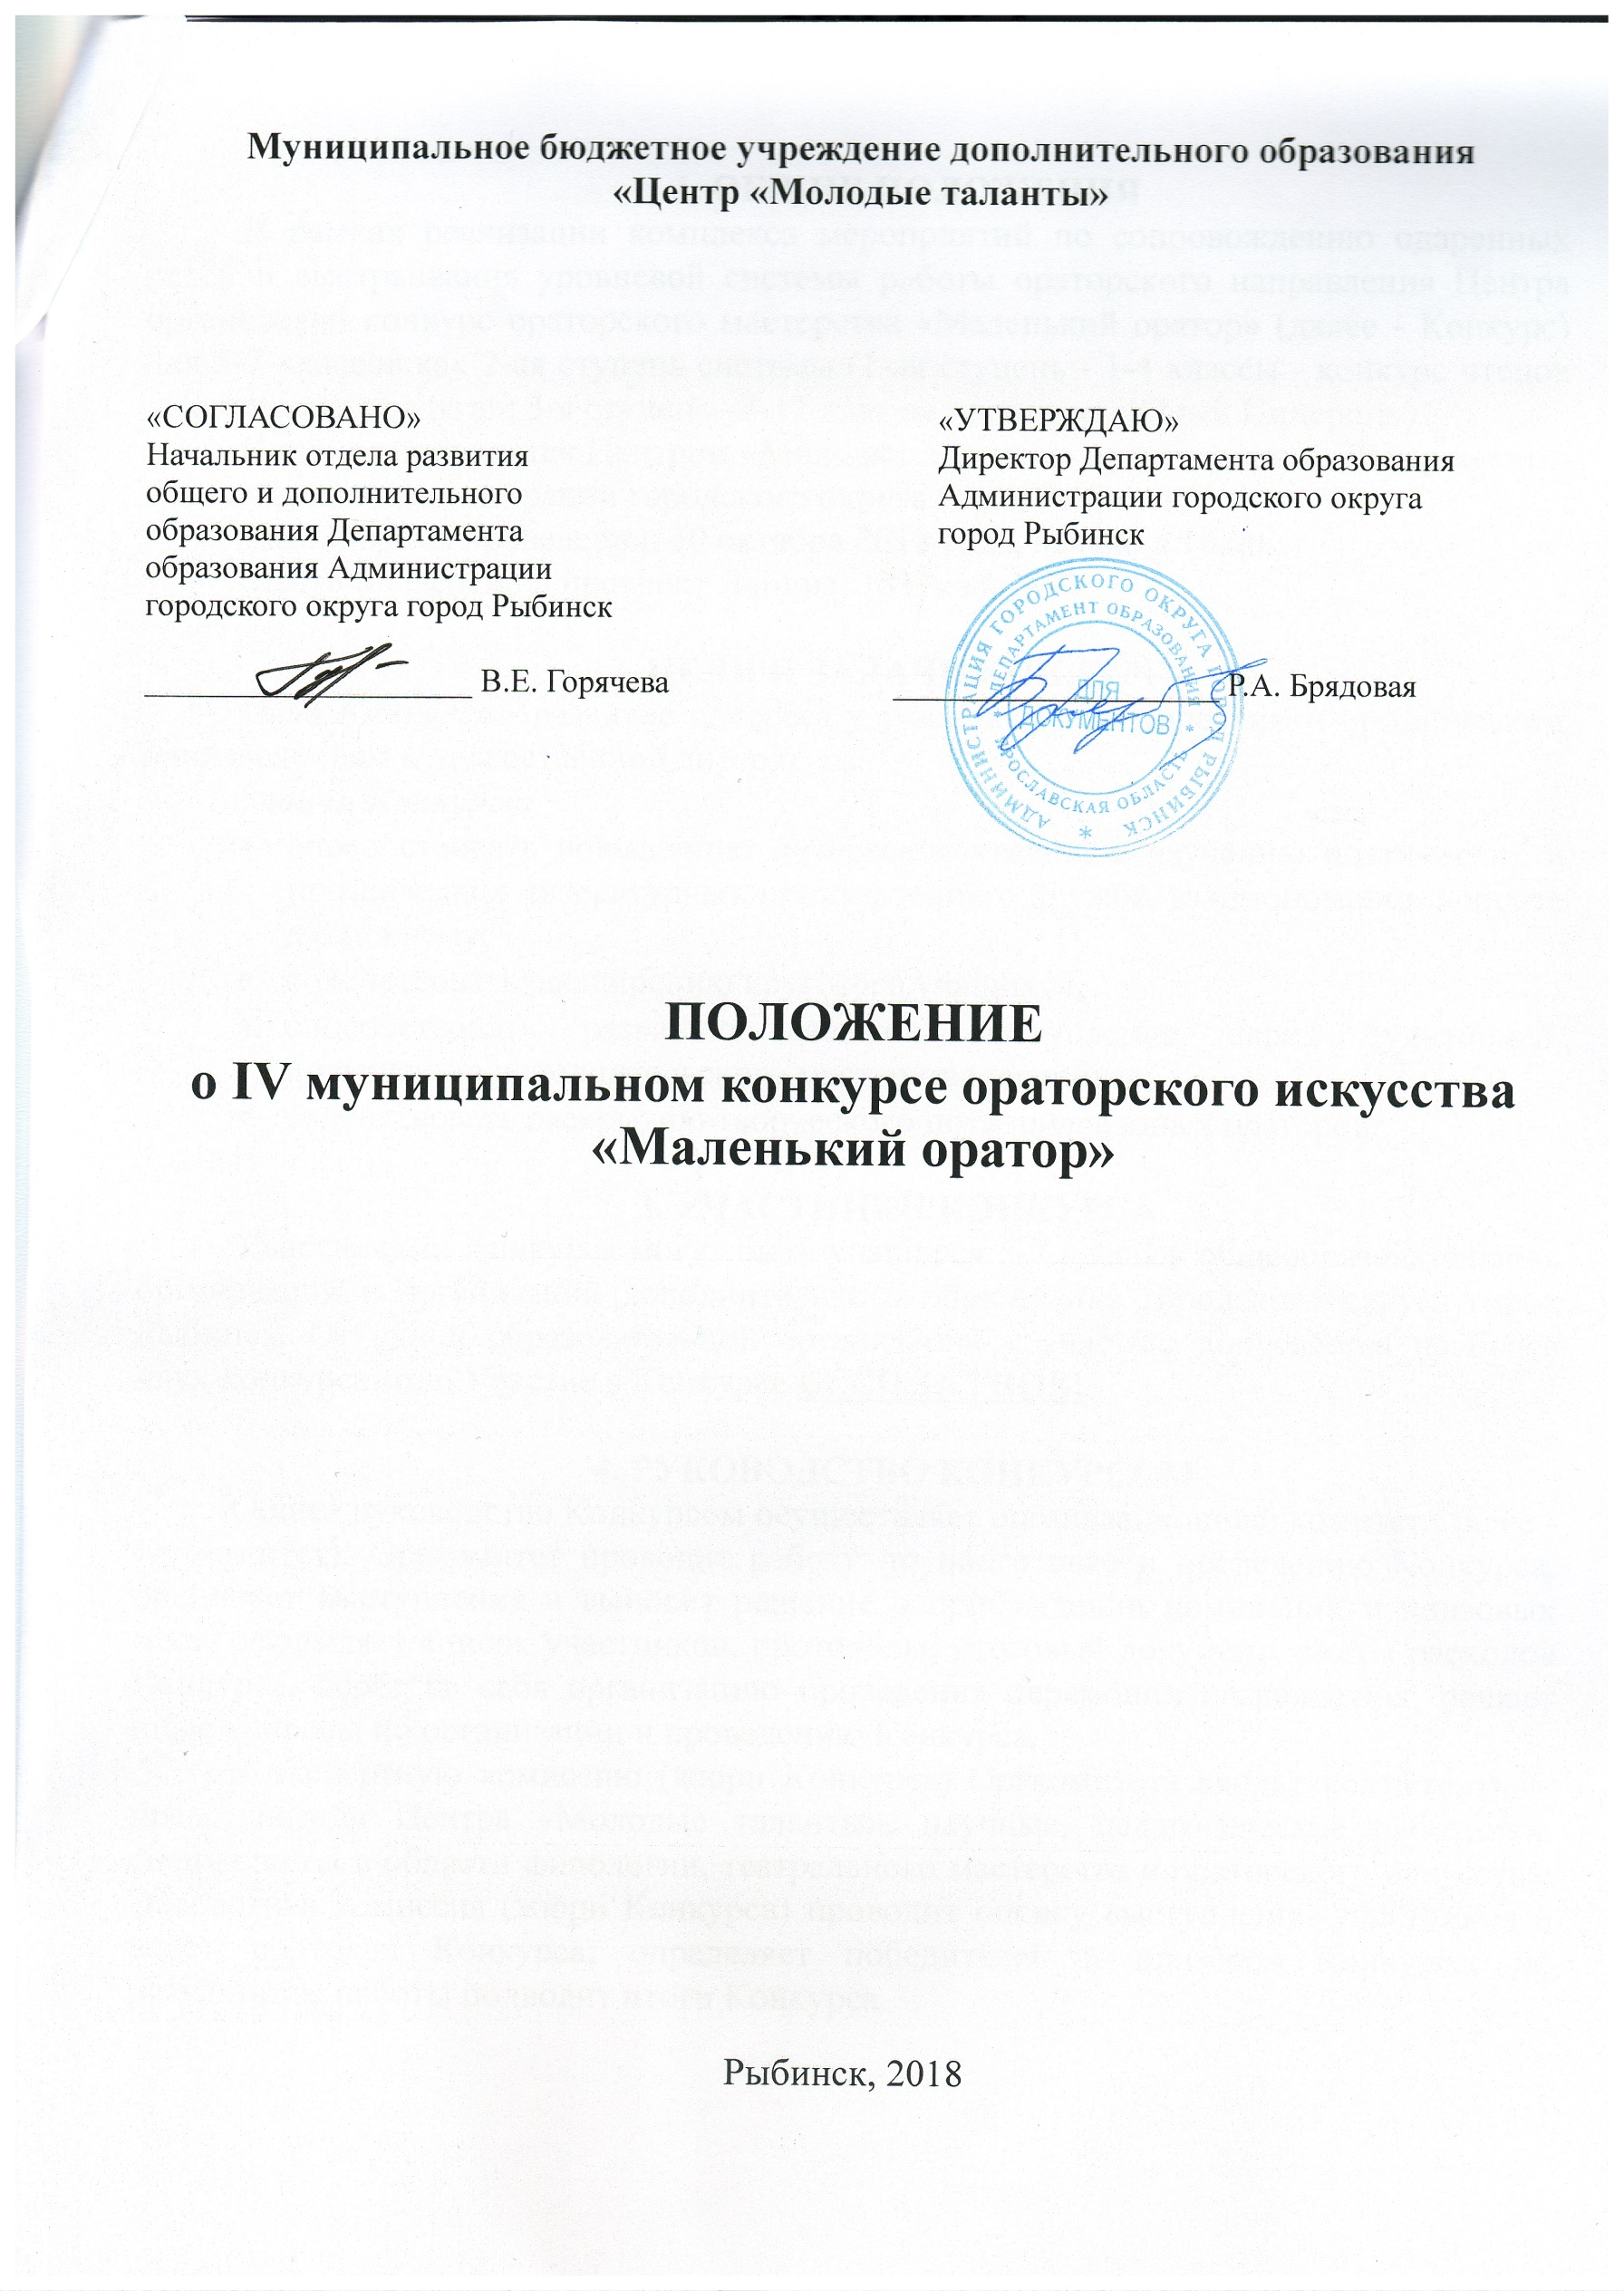 Муниципальное бюджетное учреждение дополнительного образования
«Центр «Молодые таланты»
«СОГЛАСОВАНО»
Начальник отдела развития
общего и дополнительного
образования Департамента
образования Администрации
городского округа город Рыбинск
В.Е. Горячева
«УТВЕРЖДАЮ»
Директор Департамента образования
Администрации городского округа
город Рыбинск
Р.А. Брядовая
АДМИНИСТРАЦИЯ ГОРОДСКОГО ОКРУГА ГОРОД РЫБИНСК
* ДЕПАРТАМЕНТ ОБРАЗОВАНИЯ *
ЯРОСЛАВСКАЯ ОБЛАСТЬ
ДЛЯ
ДОКУМЕНТОВ
ПОЛОЖЕНИЕ
о IV муниципальном конкурсе ораторского искусства
«Маленький оратор»
Рыбинск, 2018